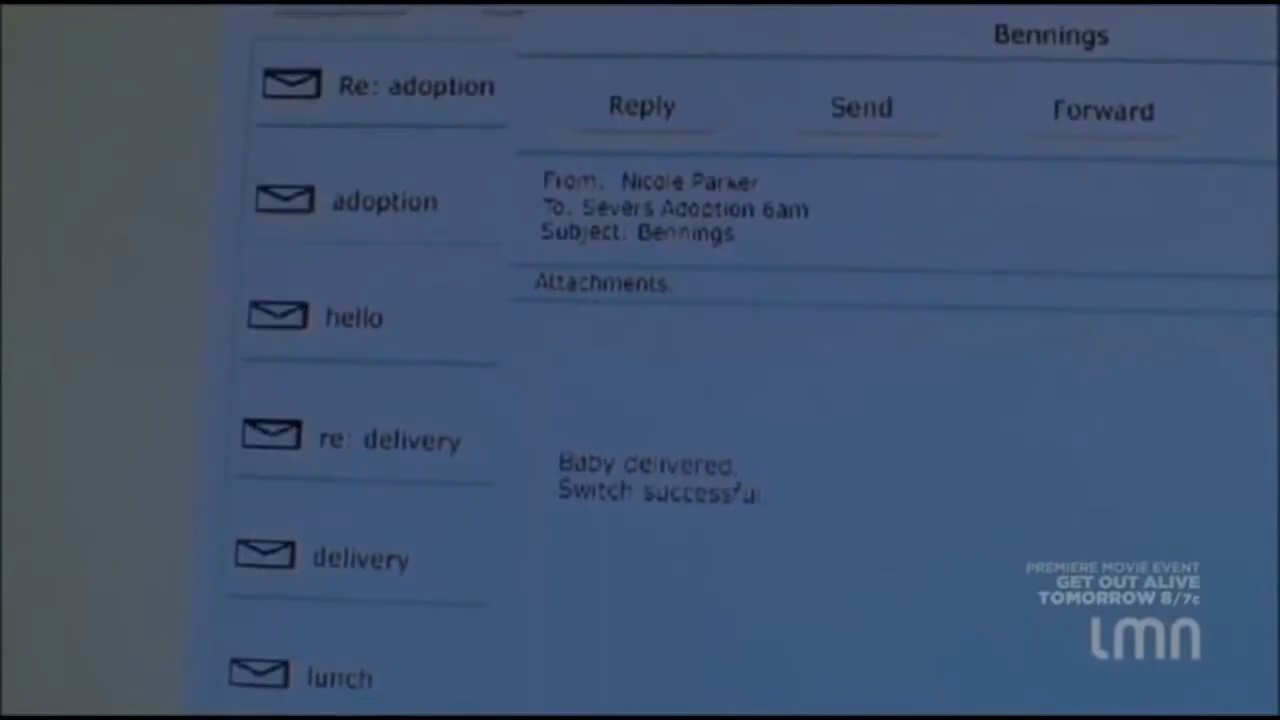 Bennings
Re: adoption
Reply
Send
Forward
adoption
From: Nicole Parker
To: Severs Adoption 6am
Subject: Bennings
Attachments
hello
re: delivery
Baby delivered.
Switch successful
delivery
lunch
PREMIERE MOVIE EVENT
GET OUT ALIVE
TOMORROW 8/7c
LMN